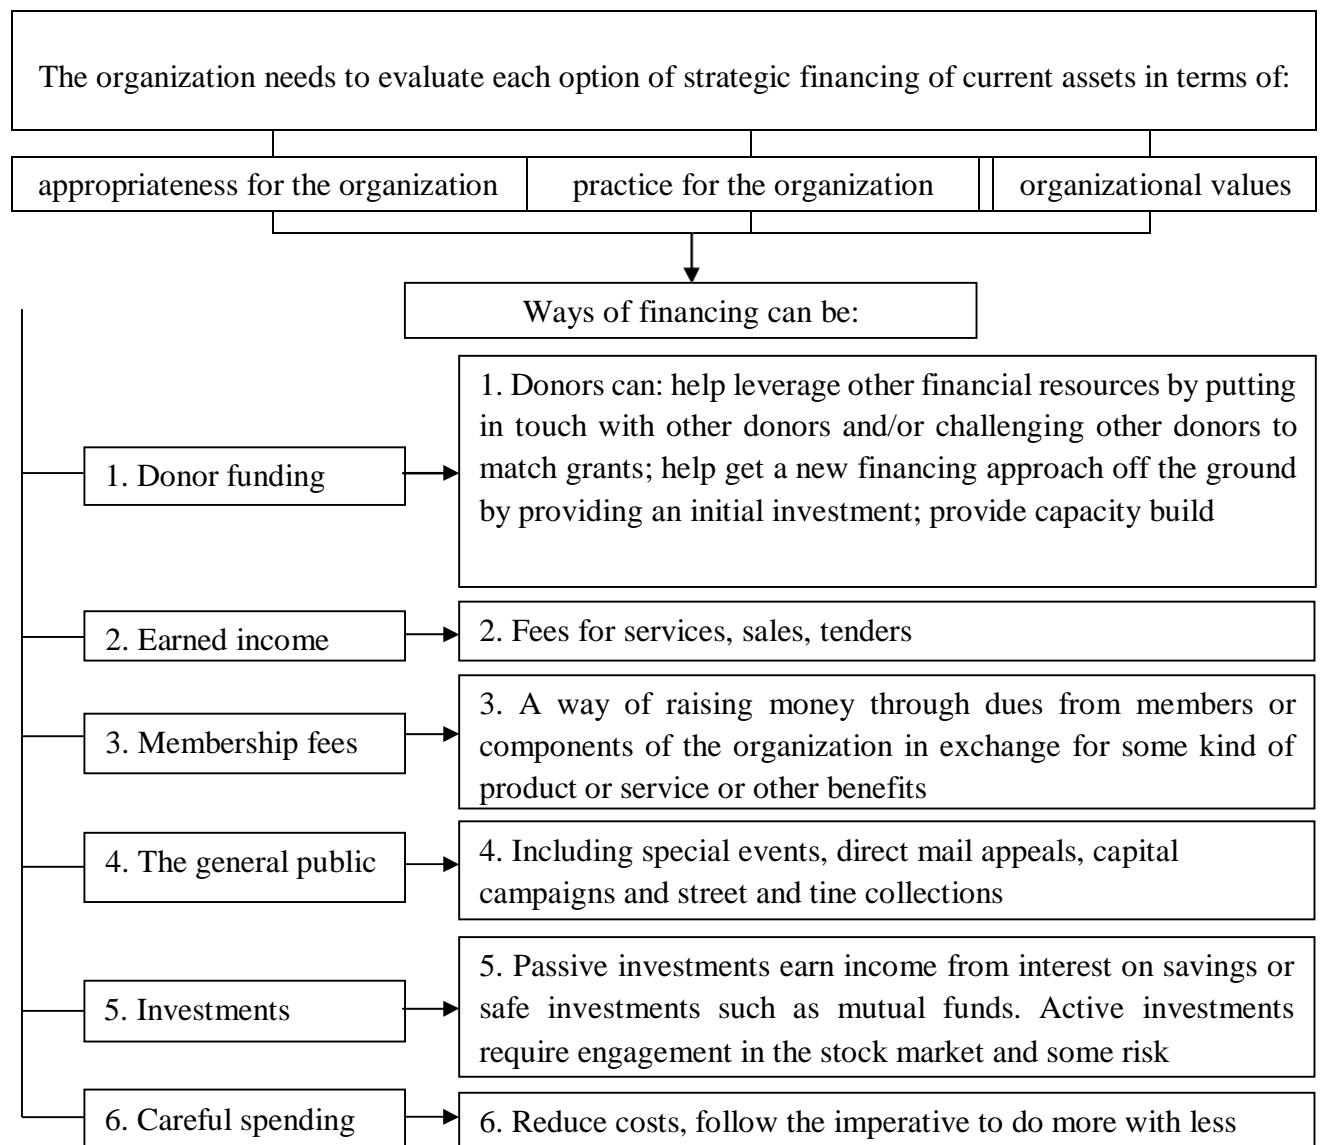 The organization needs to evaluate each option of strategic financing of current assets in terms of:
appropriateness for the organization
practice for the organization
organizational values
Ways of financing can be:
1. Donor funding
1. Donors can: help leverage other financial resources by putting
in touch with other donors and/or challenging other donors to
match grants; help get a new financing approach off the ground
by providing an initial investment; provide capacity build
2. Earned income
2. Fees for services, sales, tenders
3. Membership fees
3. A way of raising money through dues from members or
components of the organization in exchange for some kind of
product or service or other benefits
4. The general public
4. Including special events, direct mail appeals, capital
campaigns and street and tine collections
5. Investments
5. Passive investments earn income from interest on savings or
safe investments such as mutual funds. Active investments
require engagement in the stock market and some risk
6. Careful spending
6. Reduce costs, follow the imperative to do more with less